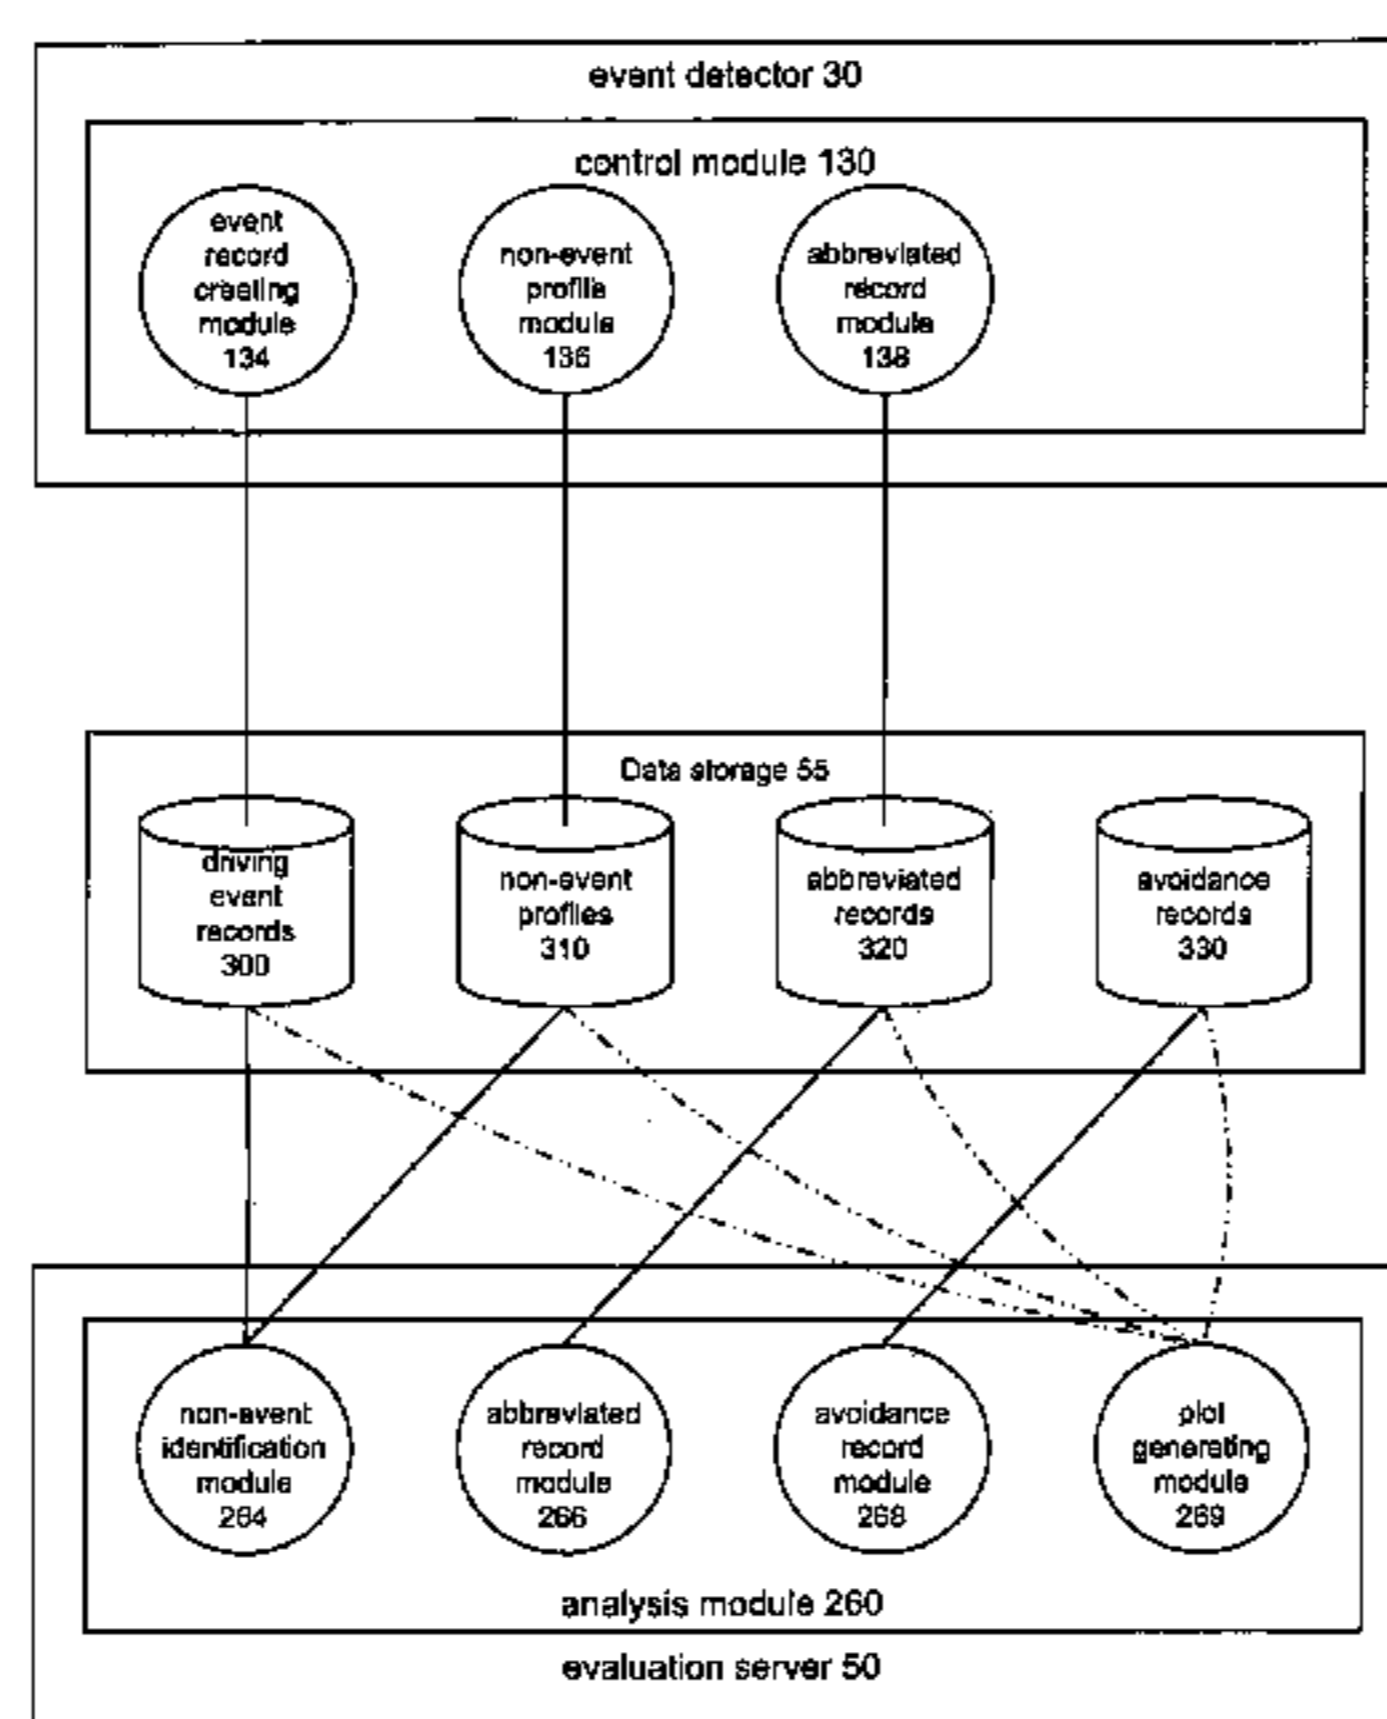 event detector 30
control module 130
event
record
creating
module
134
non-event
profile
module
136
abbreviated
record
module
138
Data storage 55
driving
event
records
300
non-event
profiles
310
abbreviated
records
320
avoidance
records
330
non-event
identification
module
264
abbreviated
record
module
266
avoidance
record
module
268
plot
generating
module
269
analysis module 260
evaluation server 50